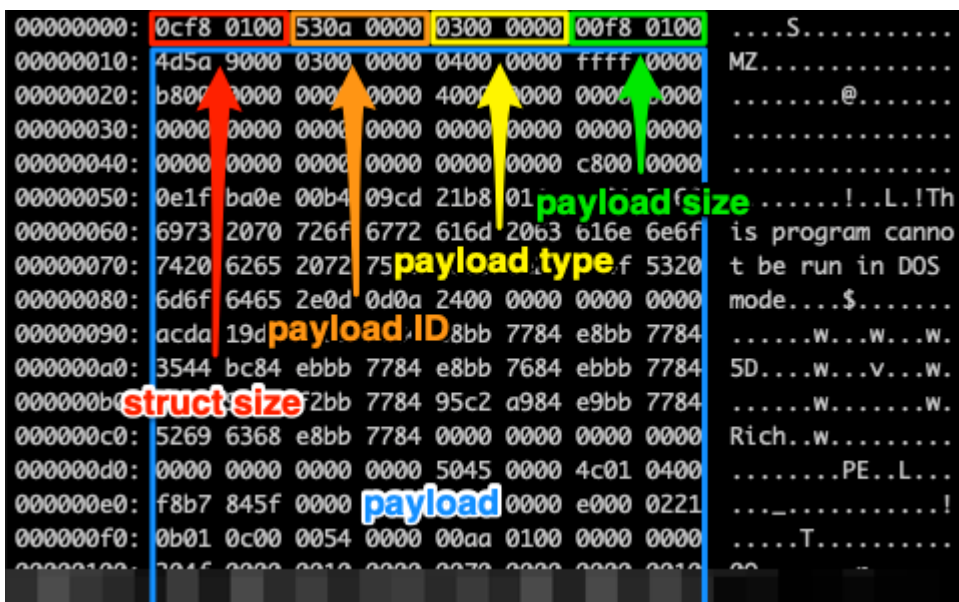 00000000: 0cf8 0100 530a 0000 0300 0000 00f8 0100 ....S...........
00000010: 4d5a 9000 0300 0000 0400 0000 ffff 0000 MZ..............
00000020: b800 0000 0000 0000 4000 0000 0000 0000 ........@.......
00000030: 0000 0000 0000 0000 0000 0000 0000 0000 ................
00000040: 0000 0000 0000 0000 0000 0000 c800 0000 ................
00000050: 0e1f ba0e 00b4 09cd 21b8 ........!..L.!Th
payload size
00000060: 6973 2070 726f 6772 616d 2063 616e 6e6f is program canno
00000070: 7420 6265 2072 5320 t be run in DOS
payload type
00000080: 6d6f 6465 2e0d 0d0a 2400 0000 0000 0000 mode....$.......
00000090: acda e8bb 7784 ......w...w...w.
payload ID
000000a0: 3544 bc84 ebbb 7784 e8bb 7684 ebbb 7784 5D....w...v...w.
7784 95c2 a984 e9bb 7784 ......w.......w.
struct size
000000c0: 5269 6368 e8bb 7784 0000 0000 0000 0000 Rich..w.........
000000d0: 0000 0000 0000 0000 5045 0000 4c01 0400 ........PE..L...
000000e0: f8b7 845f 0000 0000 e000 0221 ..._...........!
payload
000000f0: 0b01 0c00 0054 0000 00aa 0100 0000 0000 .....T..........